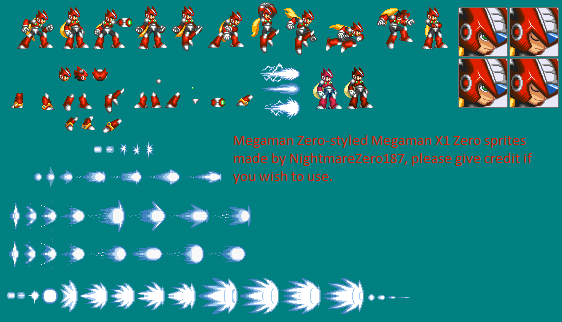 Megaman Zero-styled Megaman X1 Zero sprites
made by NightmareZero187, please give credit if
you wish to use.